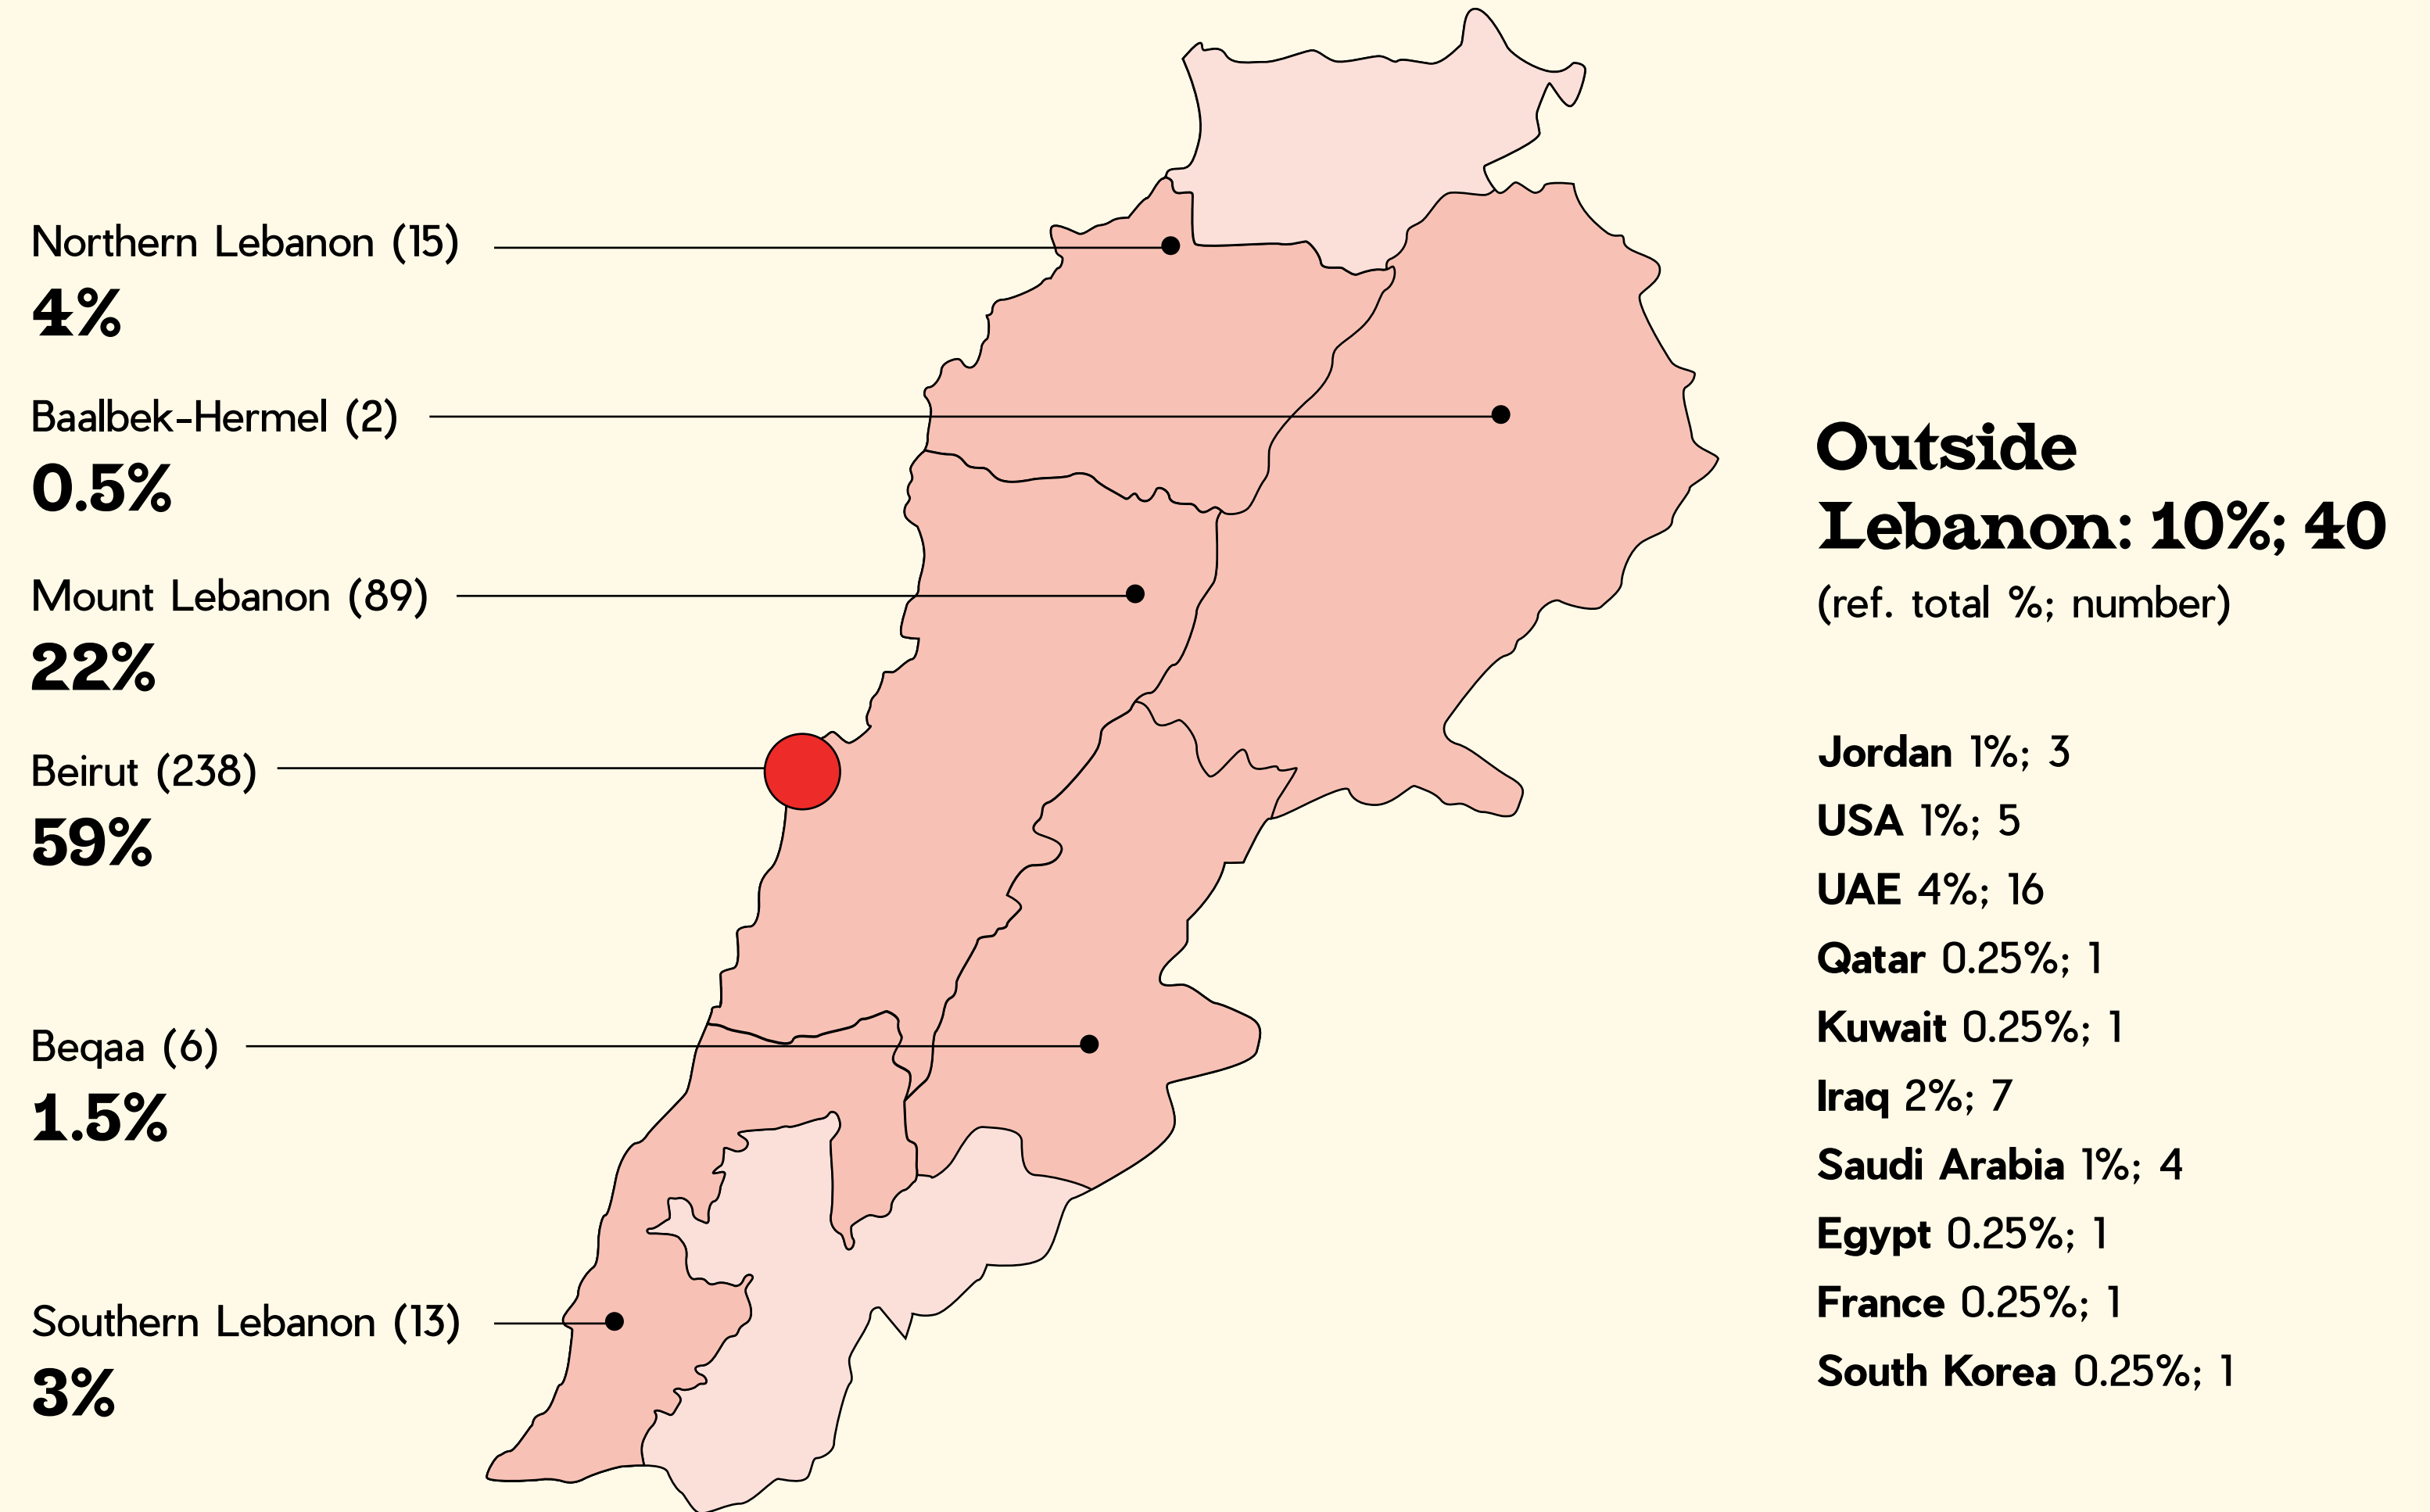 Northern Lebanon (15)
4%
Baalbek-Hermel (2)
0.5%
Mount Lebanon (89)
22%
Beirut (238)
59%
Beqaa (6)
1.5%
Southern Lebanon (13)
3%
Outside
Lebanon: 10%; 40
(ref. total %; number)
Jordan 1%; 3
USA 1%; 5
UAE 4%; 16
Qatar 0.25%; 1
Kuwait 0.25%; 1
Iraq 2%; 7
Saudi Arabia 1%; 4
Egypt 0.25%; 1
France 0.25%; 1
South Korea 0.25%; 1